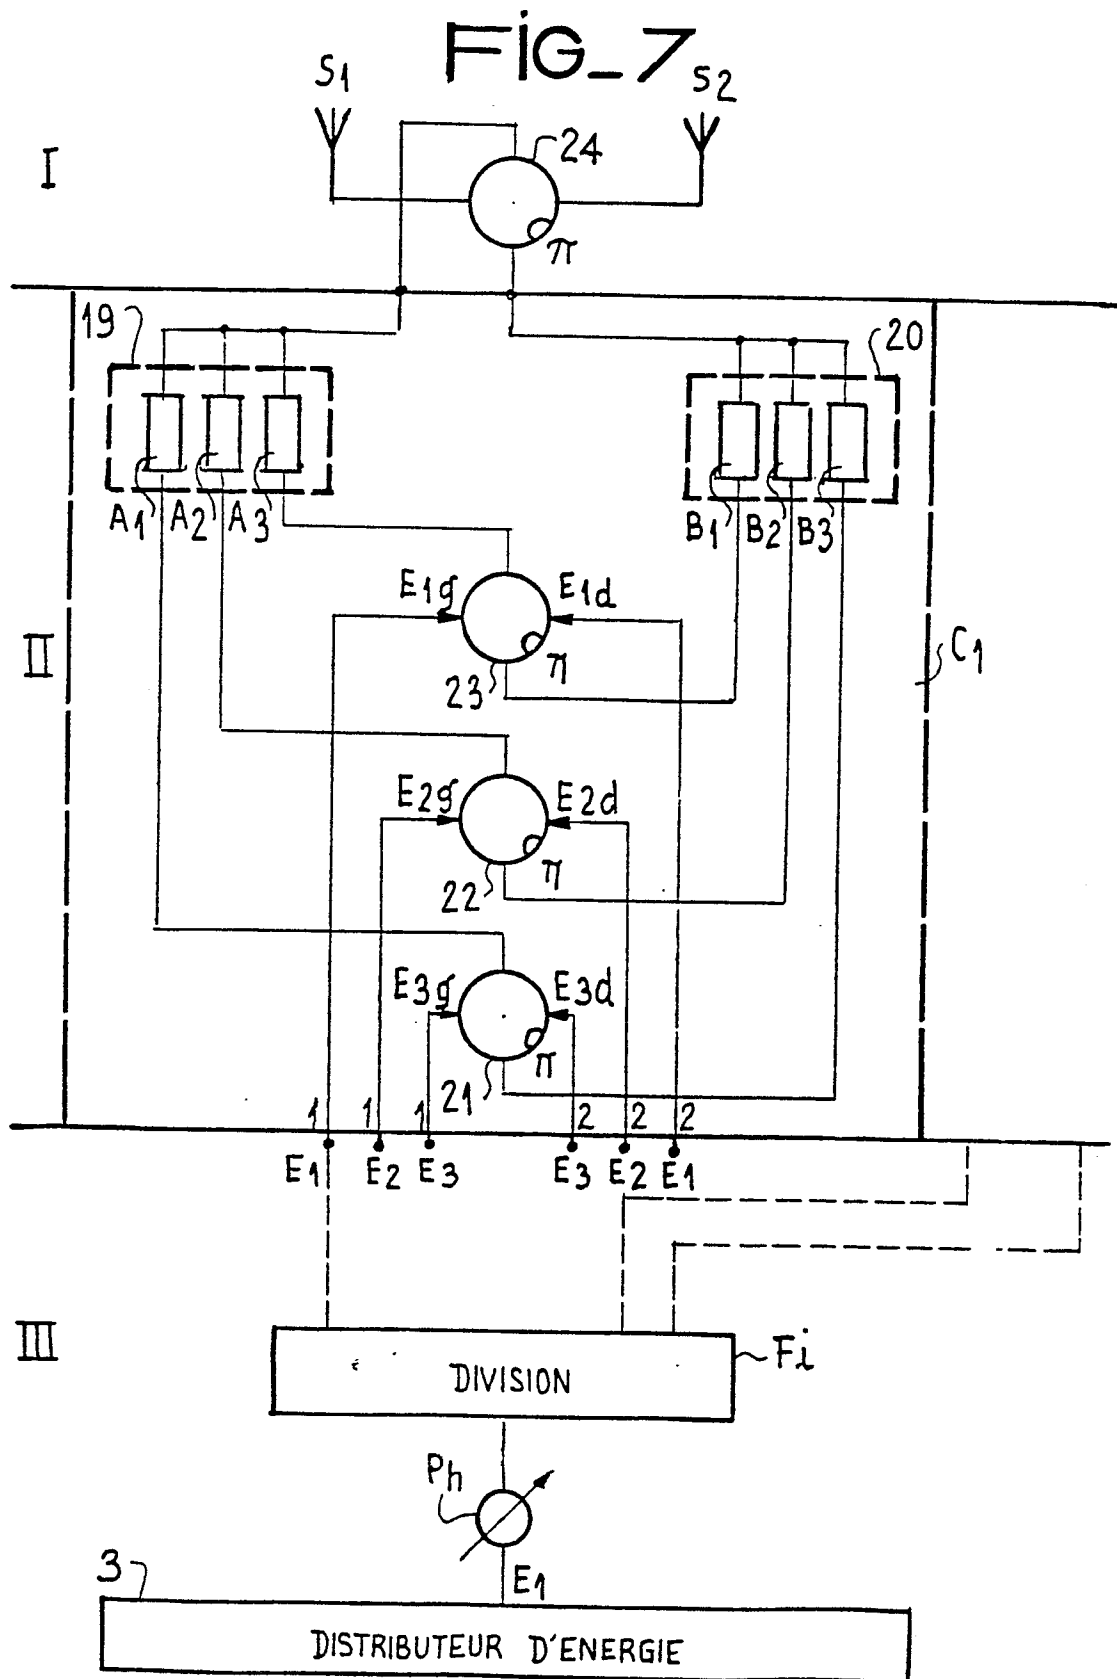 FiG_7
S1 S2
24
I
π
19 20
A1 A2 A3 B1 B2 B3
E1g E1d
II C1
π
23
E2g E2d
π
22
E3g E3d
π
21
1 1 1 2 2 2
E1 E2 E3 E3 E2 E1
III Fi
DIVISION
Ph
3 E1
DISTRIBUTEUR D'ENERGIE